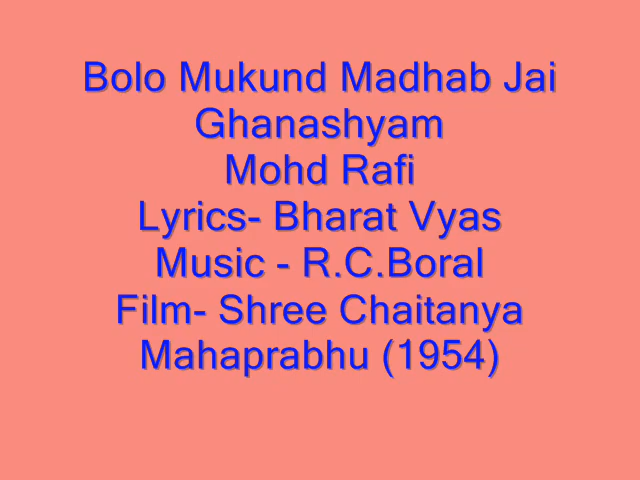 Bolo Mukund Madhab Jai
Ghanashyam
Mohd Rafi
Lyrics- Bharat Vyas
Music - R.C.Boral
Film- Shree Chaitanya
Mahaprabhu (1954)